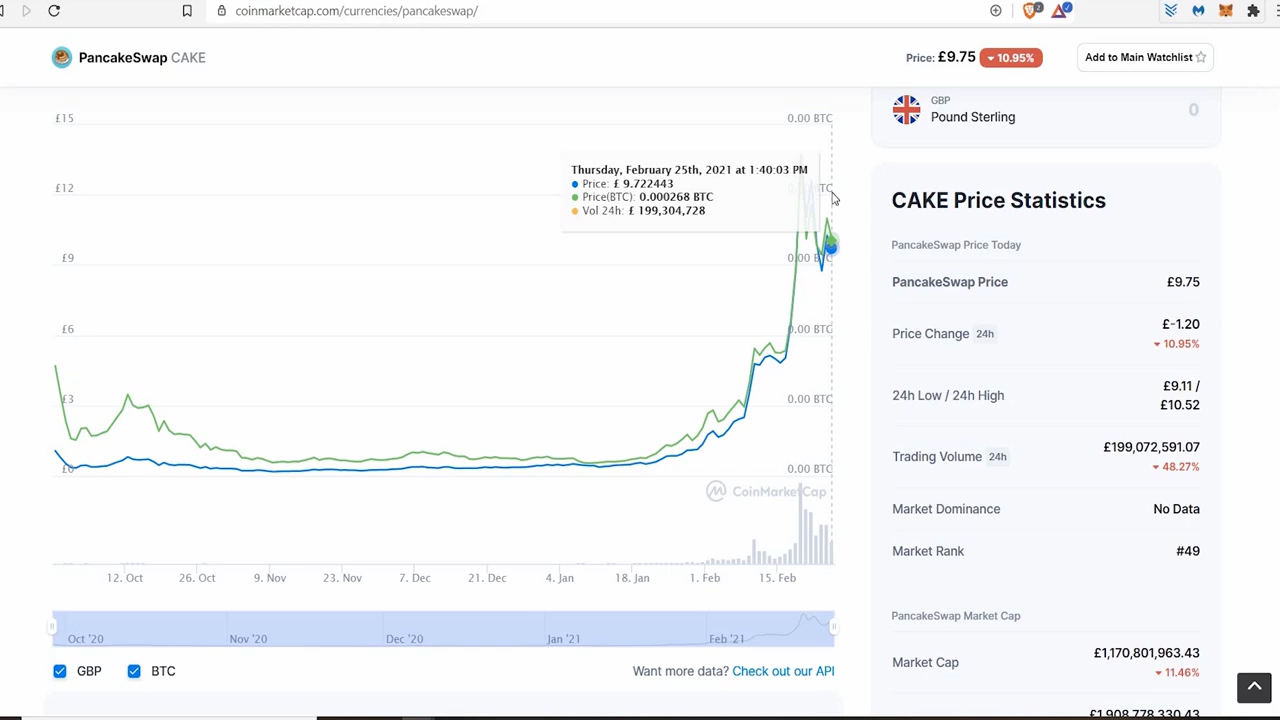 coinmarketcap.com/currencies/pancakeswap/
2
PancakeSwap CAKE
Price: £9.75 10.95%
Add to Main Watchlist
GBP
Pound Sterling
0
£15
0.00 BTC
£12
Thursday, February 25th, 2021 at 1:40:03 PM
Price: £ 9.722443
Price(BTC): 0.000268 BTC
Vol 24h: £ 199,304,728
£9
0.00 BTC
£6
0.00 BTC
£3
0.00 BTC
£0
0.00 BTC
CoinMarketCap
12. Oct 26. Oct 9. Nov 23. Nov 7. Dec 21. Dec 4. Jan 18. Jan 1. Feb 15. Feb
Oct '20 Nov '20 Dec '20 Jan '21 Feb '21
GBP BTC
Want more data? Check out our API
CAKE Price Statistics
PancakeSwap Price Today
PancakeSwap Price £9.75
Price Change 24h £-1.20
10.95%
24h Low / 24h High £9.11 /
£10.52
Trading Volume 24h £199,072,591.07
48.27%
Market Dominance No Data
Market Rank #49
PancakeSwap Market Cap
Market Cap £1,170,801,963.43
11.46%
£1,908,778,330.43